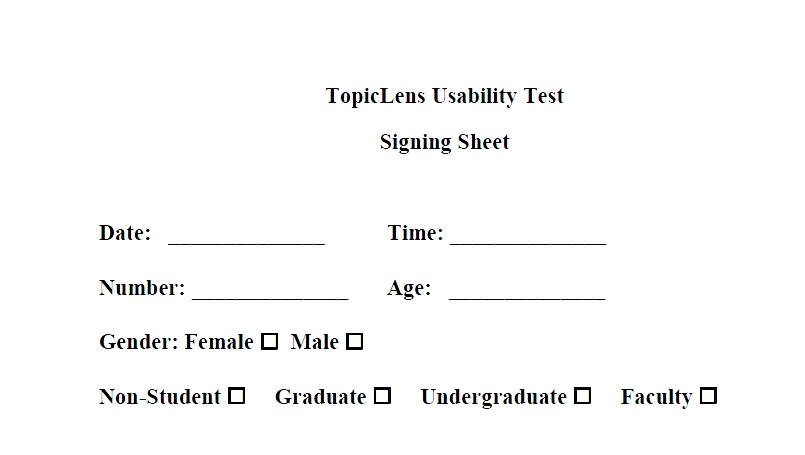 TopicLens Usability Test
Signing Sheet
Date: ______________ Time: ______________
Number: ______________ Age: ______________
Gender: Female ☐ Male ☐
Non-Student ☐ Graduate ☐ Undergraduate ☐ Faculty ☐